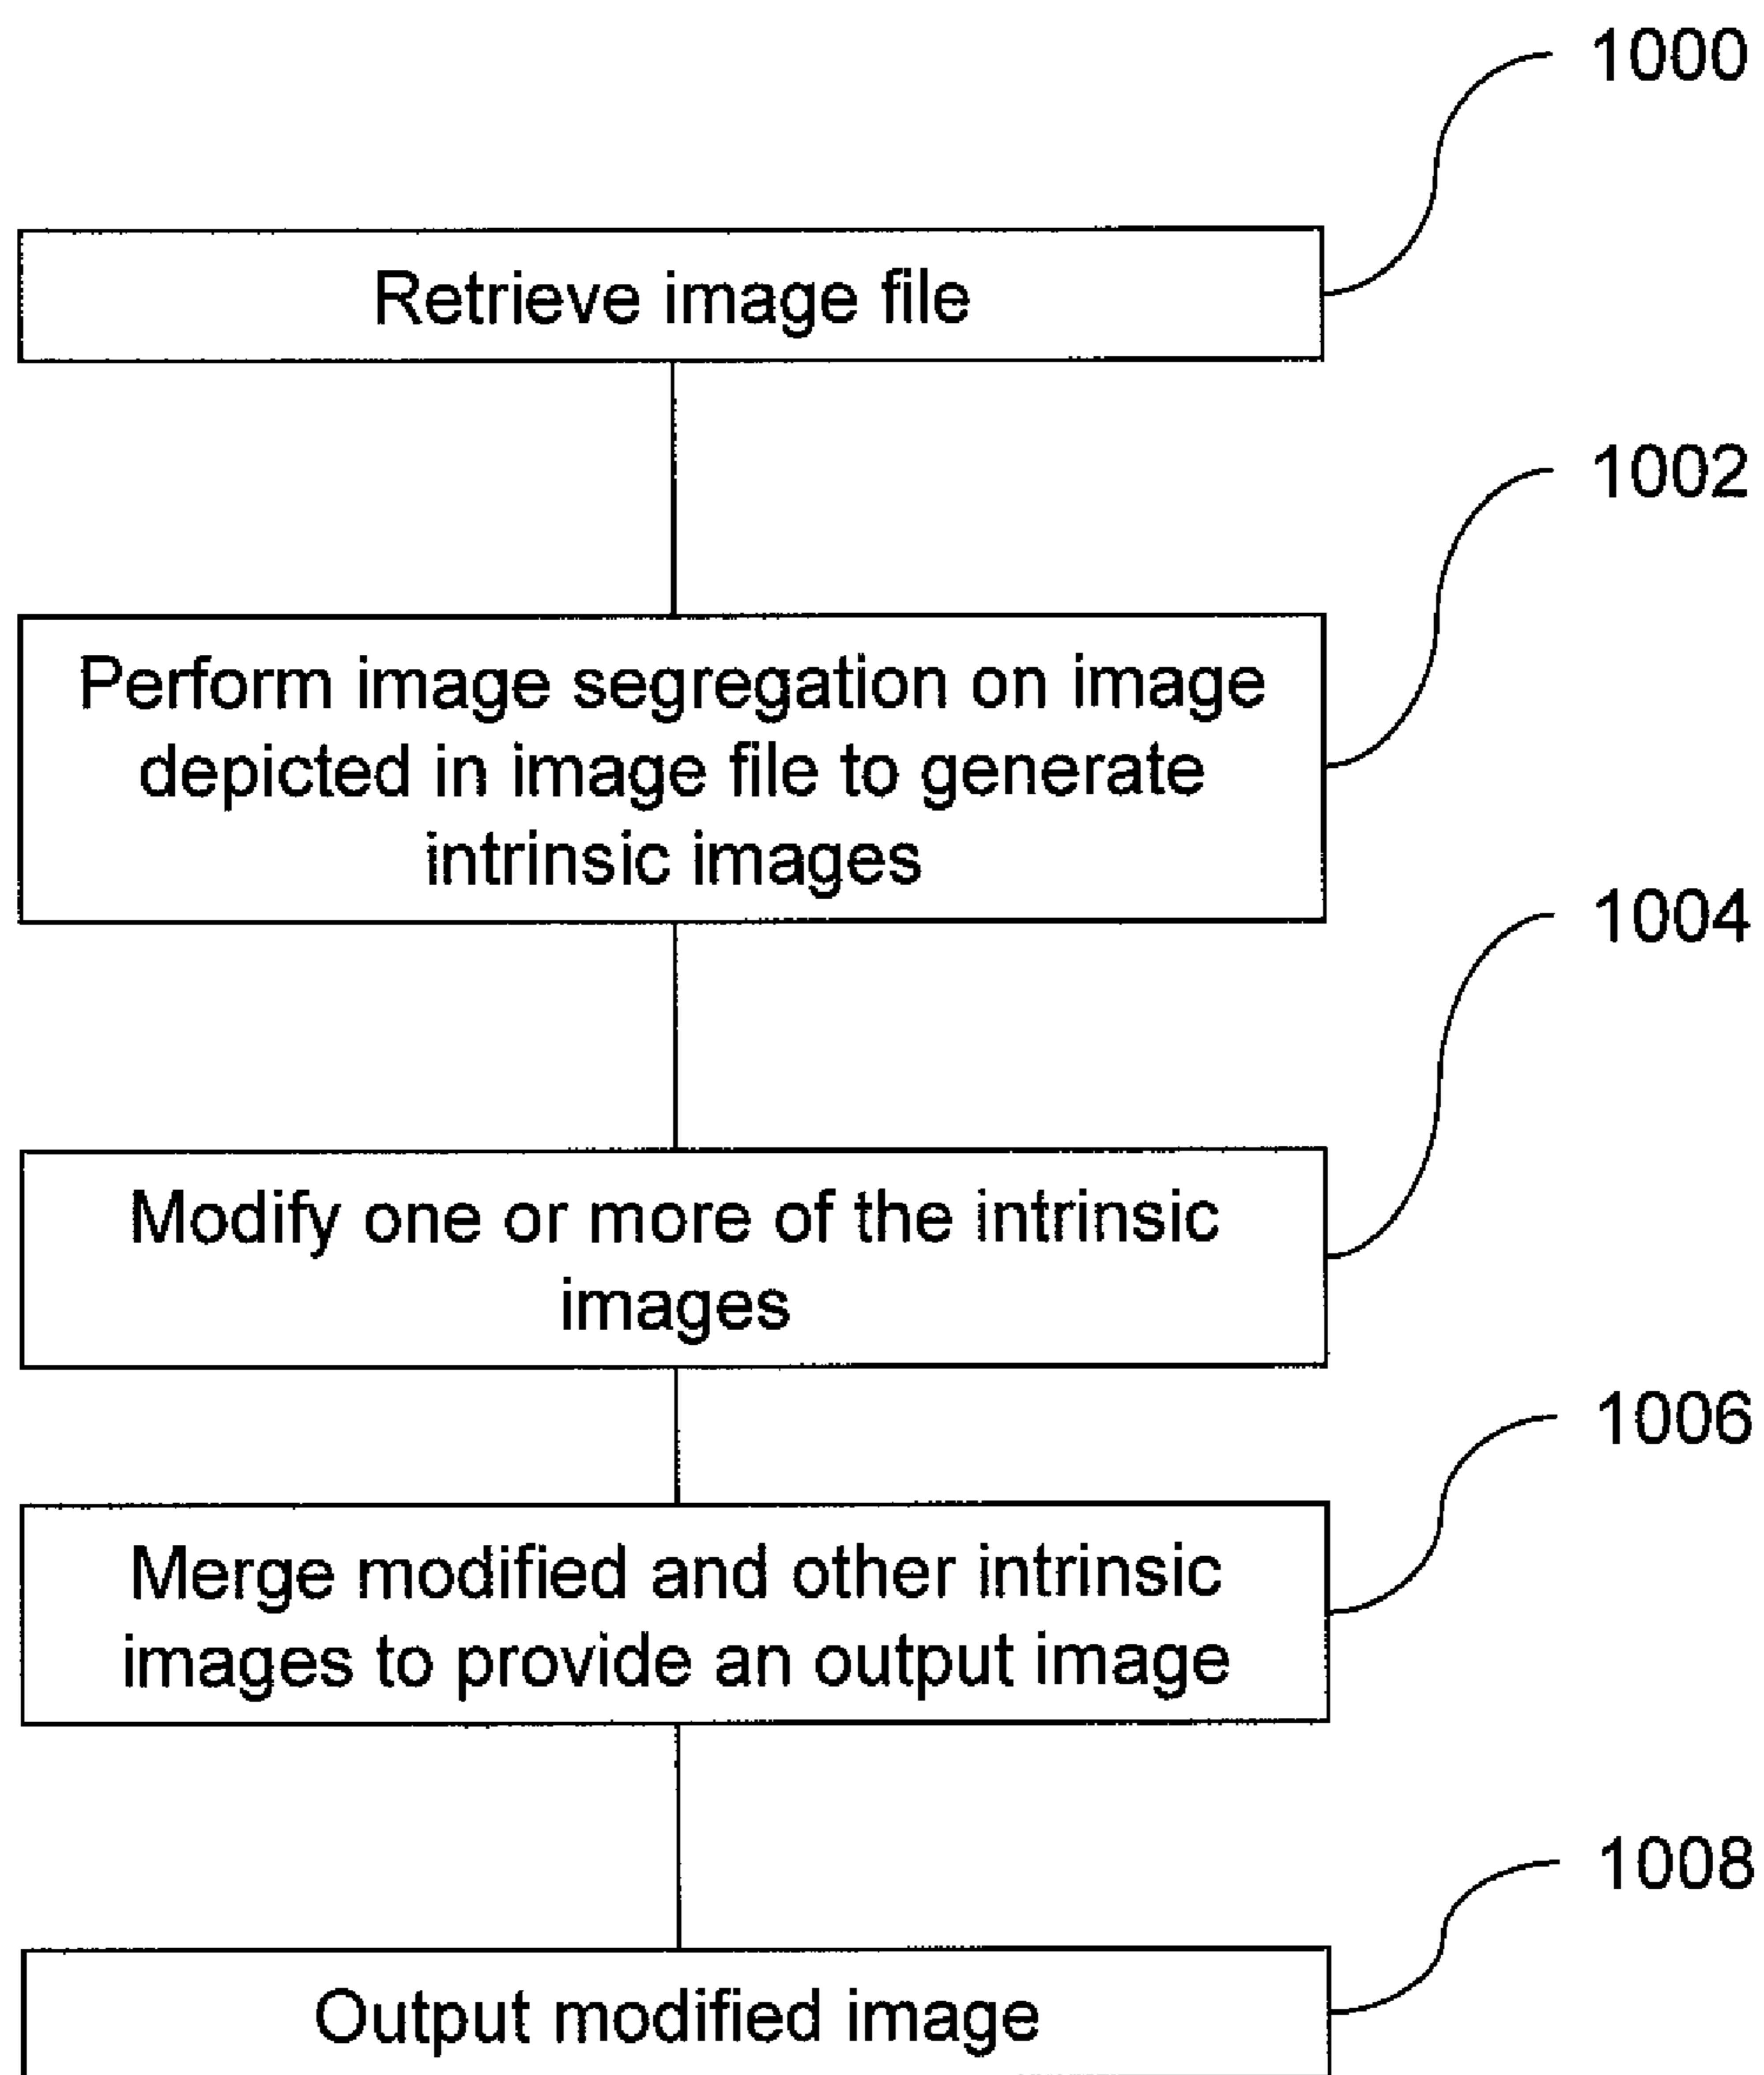 1000
Retrieve image file
1002
Perform image segregation on image
depicted in image file to generate
intrinsic images
1004
Modify one or more of the intrinsic
images
1006
Merge modified and other intrinsic
images to provide an output image
1008
Output modified image